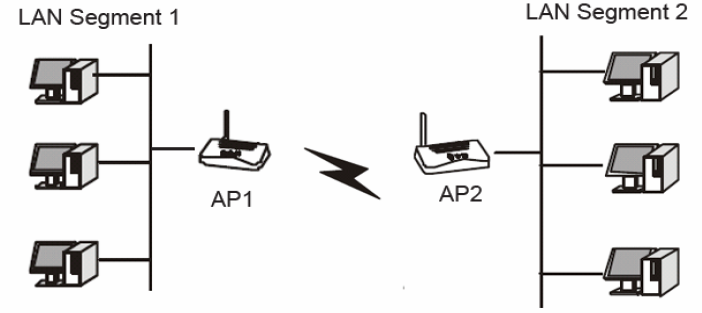 LAN Segment 1
LAN Segment 2
AP1
AP2